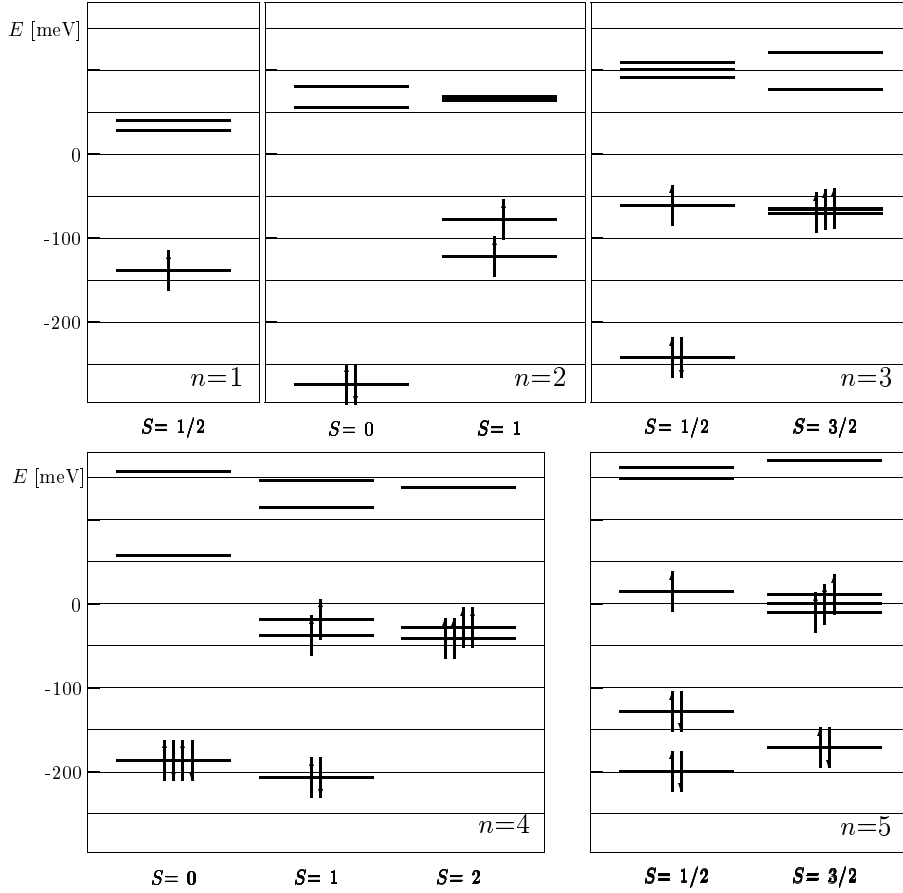 E [meV]
0
-100
-200
n=1
n=2
n=3
S= 1/2
S= 0
S= 1
S= 1/2
S= 3/2
E [meV]
0
-100
-200
n=4
n=5
S= 0
S= 1
S= 2
S= 1/2
S= 3/2